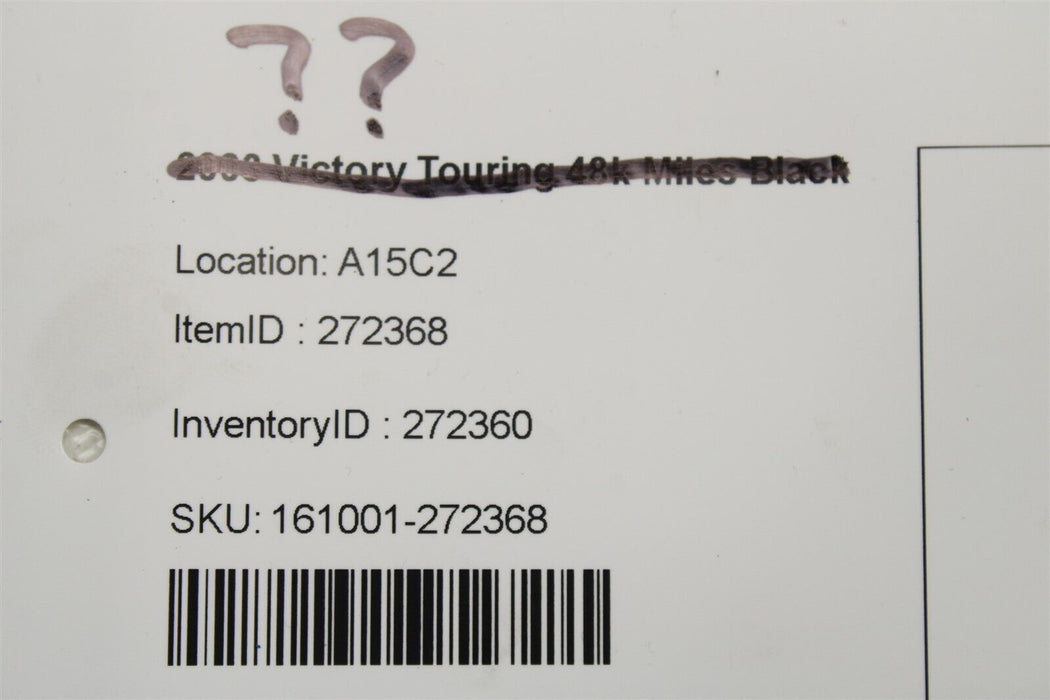 ??
Victory Touring 48k Miles Black
Location: A15C2
ItemID : 272368
InventoryID : 272360
SKU: 161001-272368